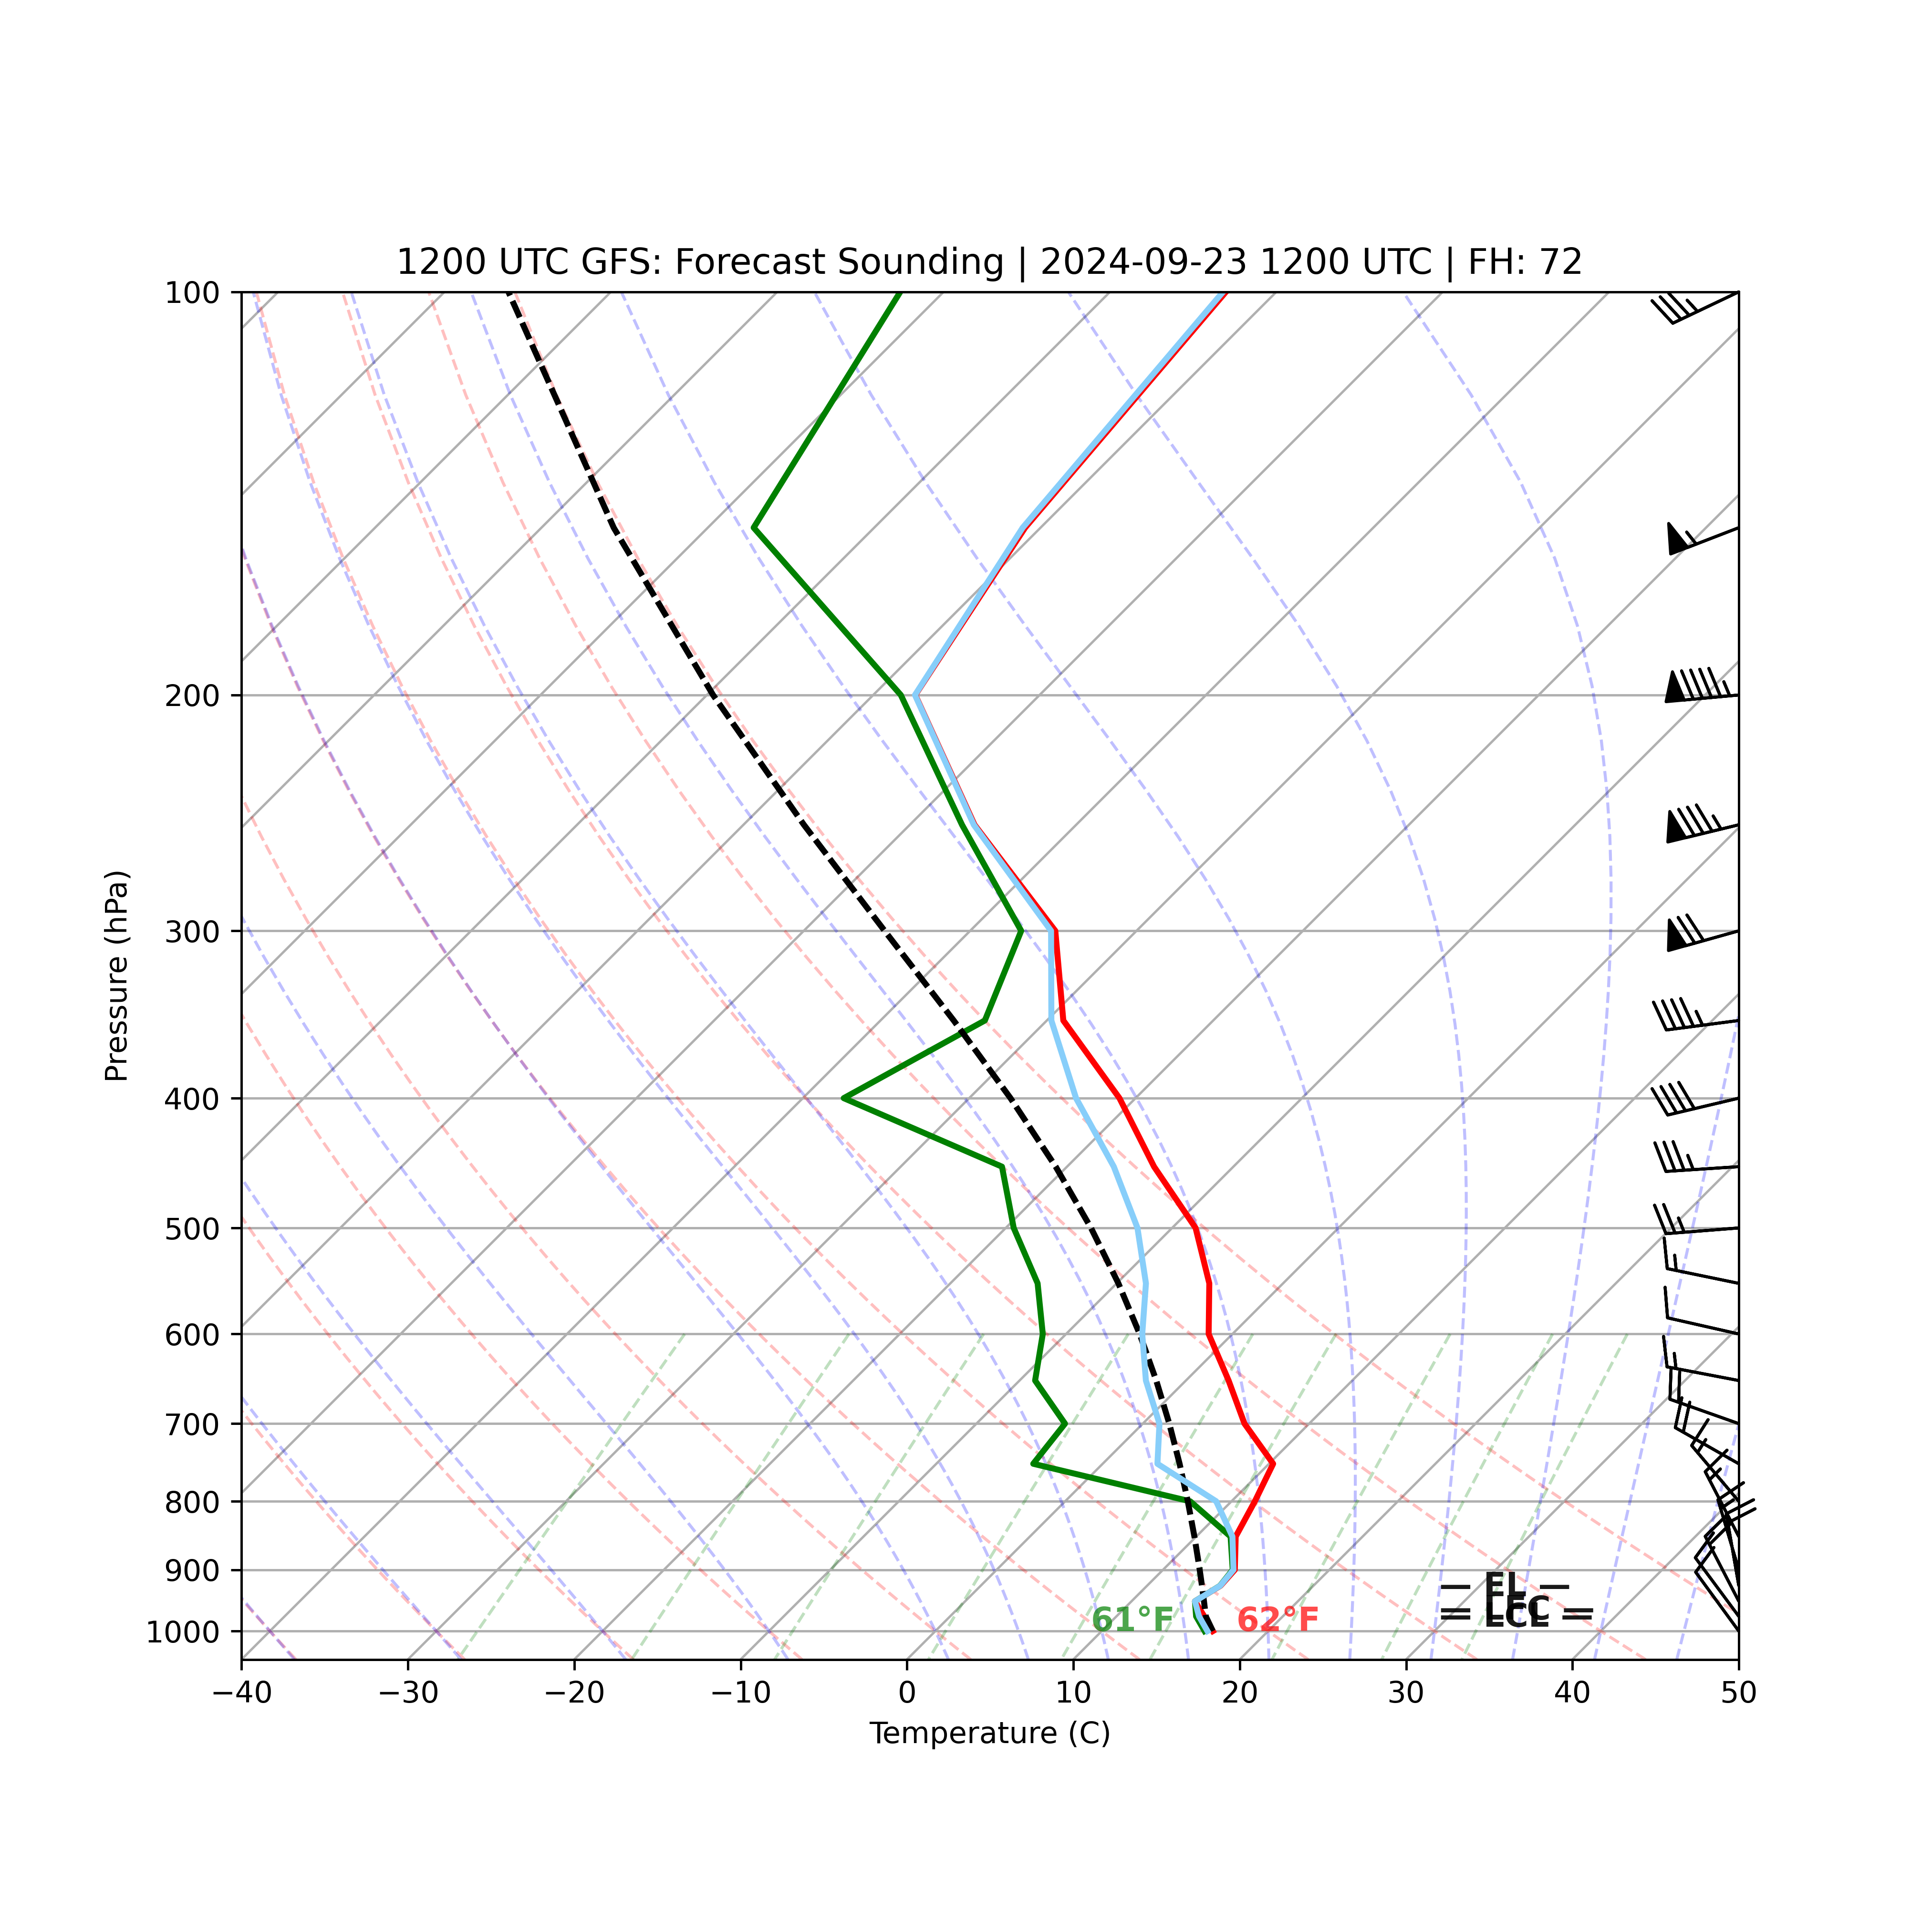 1200 UTC GFS: Forecast Sounding | 2024-09-23 1200 UTC | FH: 72
100
200
300
400
500
600
700
800
900
1000
Pressure (hPa)
— EL —
61°F
62°F
−40 −30 −20 −10 0 10 20 30 40 50
Temperature (C)